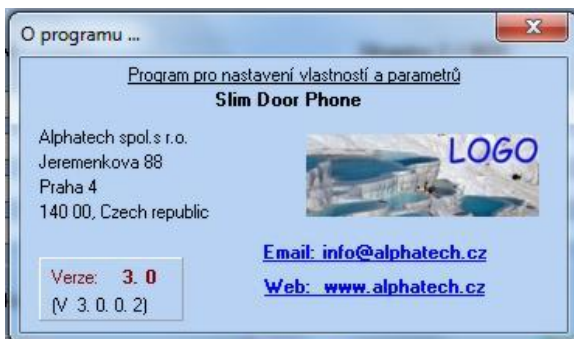 O programu ...
Program pro nastavení vlastností a parametrů
Slim Door Phone
Alphatech spol.s r.o.
Jeremenkova 88
Praha 4
140 00, Czech republic
LOGO
Email: info@alphatech.cz
Web: www.alphatech.cz
Verze: 3. 0
(V 3. 0. 0. 2)